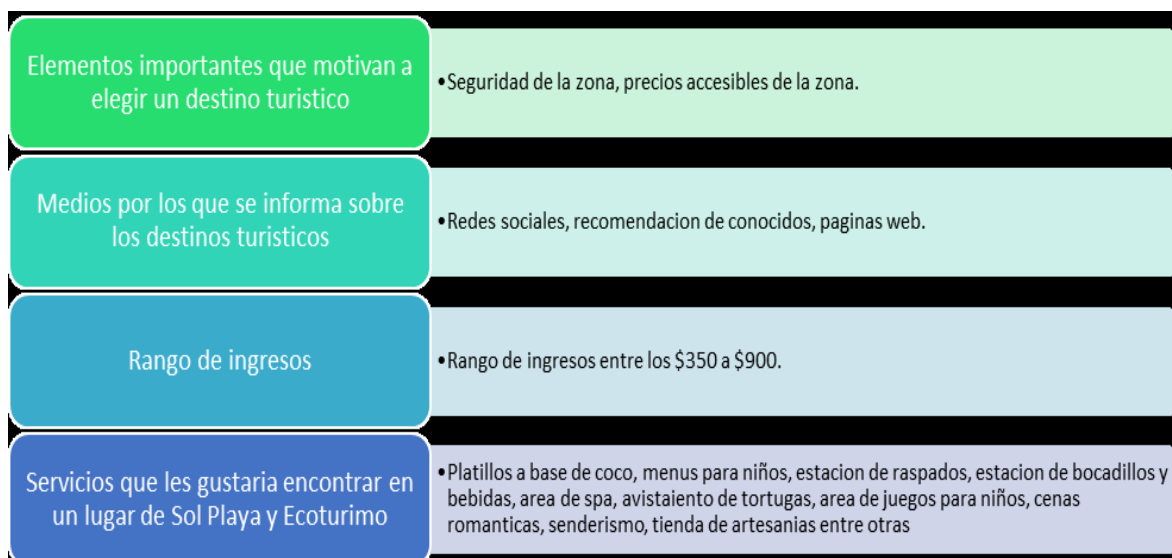 Elementos importantes que motivan a
elegir un destino turistico
•Seguridad de la zona, precios accesibles de la zona.
Medios por los que se informa sobre
los destinos turisticos
•Redes sociales, recomendacion de conocidos, paginas web.
Rango de ingresos
•Rango de ingresos entre los $350 a $900.
Servicios que les gustaria encontrar en
un lugar de Sol Playa y Ecoturimo
•Platillos a base de coco, menus para niños, estacion de raspados, estacion de bocadillos y
bebidas, area de spa, avistaiento de tortugas, area de juegos para niños, cenas
romanticas, senderismo, tienda de artesanias entre otras